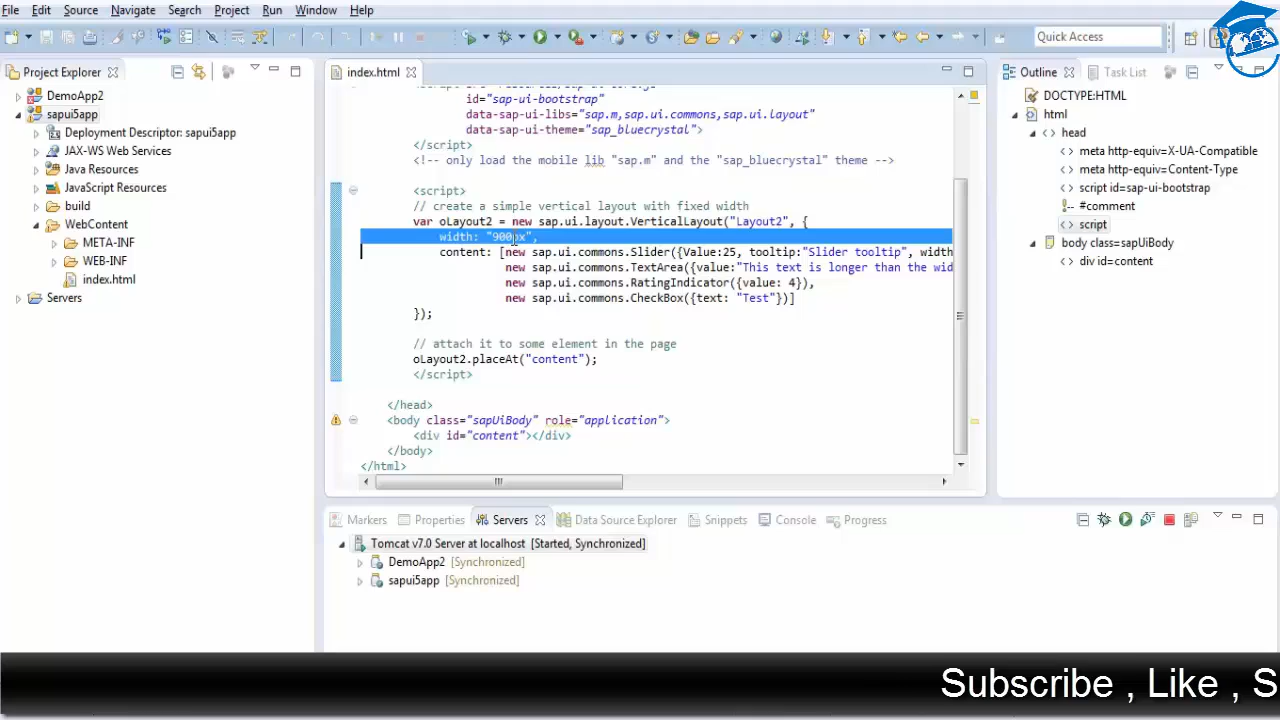 File Edit Source Navigate Search Project Run Window Help
Quick Access
Project Explorer
index.html
Outline Task List
DemoApp2
sapui5app
Deployment Descriptor: sapui5app
JAX-WS Web Services
Java Resources
JavaScript Resources
build
WebContent
META-INF
WEB-INF
index.html
Servers
id="sap-ui-bootstrap"
data-sap-ui-libs="sap.m,sap.ui.commons,sap.ui.layout"
data-sap-ui-theme="sap_bluecrystal">
</script>
<!-- only load the mobile lib "sap.m" and the "sap_bluecrystal" theme -->
<script>
// create a simple vertical layout with fixed width
var oLayout2 = new sap.ui.layout.VerticalLayout("Layout2", {
width: "900px",
content: [new sap.ui.commons.Slider({Value:25, tooltip:"Slider tooltip", width
new sap.ui.commons.TextArea({value:"This text is longer than the wid
new sap.ui.commons.RatingIndicator({value: 4}),
new sap.ui.commons.CheckBox({text: "Test"})]
});
// attach it to some element in the page
oLayout2.placeAt("content");
</script>
</head>
<body class="sapUiBody" role="application">
<div id="content"></div>
</body>
</html>
DOCTYPE:HTML
html
head
meta http-equiv=X-UA-Compatible
meta http-equiv=Content-Type
script id=sap-ui-bootstrap
#comment
script
body class=sapUiBody
div id=content
Markers Properties Servers Data Source Explorer Snippets Console Progress
Tomcat v7.0 Server at localhost [Started, Synchronized]
DemoApp2 [Synchronized]
sapui5app [Synchronized]
Subscribe , Like , S